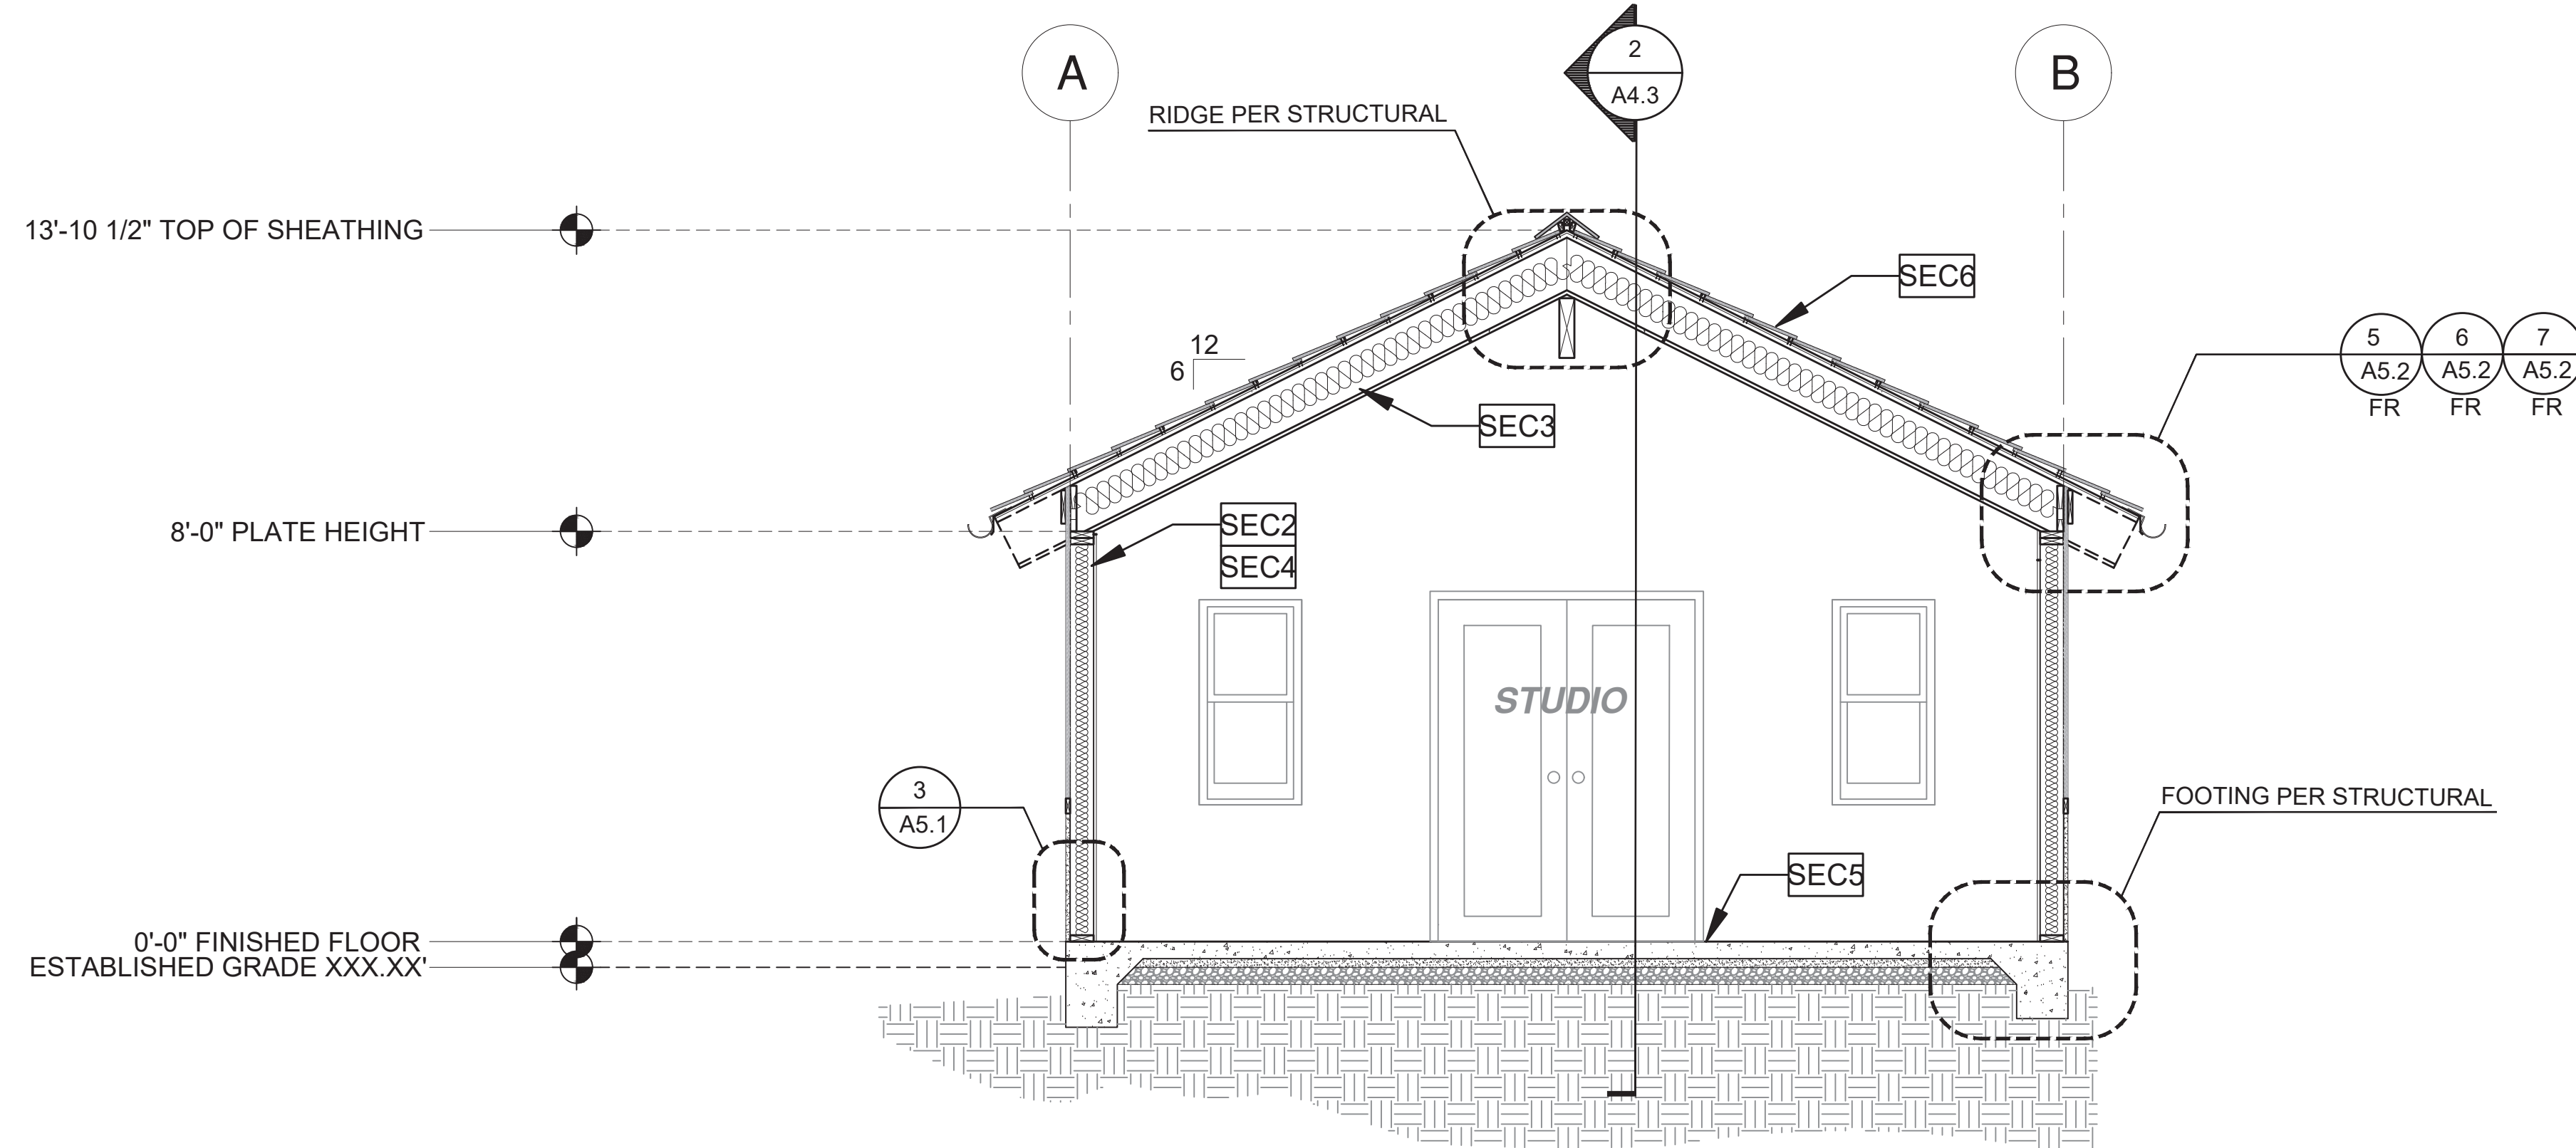 A
2
A4.3
B
RIDGE PER STRUCTURAL
13'-10 1/2" TOP OF SHEATHING
SEC6
12
6
5
A5.2
FR
6
A5.2
FR
7
A5.2
FR
SEC3
8'-0" PLATE HEIGHT
SEC2
SEC4
STUDIO
3
A5.1
FOOTING PER STRUCTURAL
SEC5
0'-0" FINISHED FLOOR
ESTABLISHED GRADE XXX.XX'